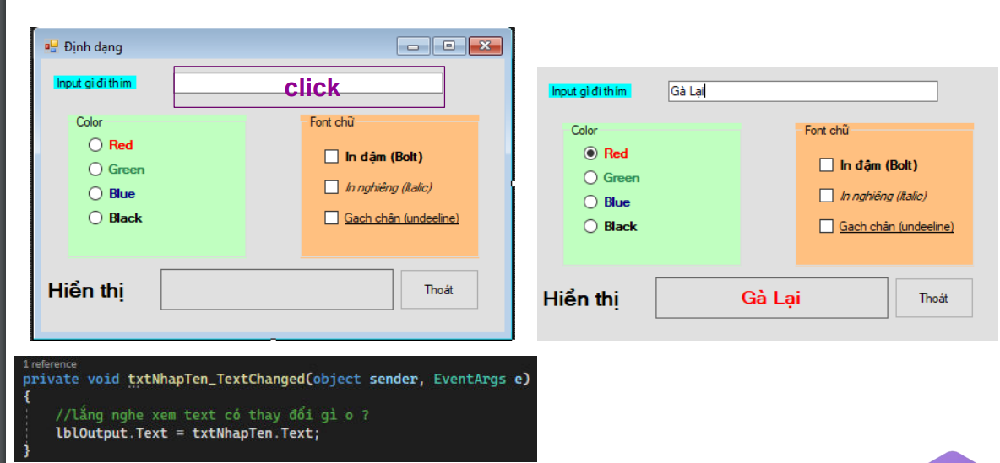 Định dạng
Input gì đi thím
click
Color
Red
Green
Blue
Black
Font chữ
In đậm (Bolt)
In nghiêng (Italic)
Gach chân (undeeline)
Hiển thị
Thoát
Input gì đi thím
Gà Lại
Color
Red
Green
Blue
Black
Font chữ
In đậm (Bolt)
In nghiêng (Italic)
Gach chân (undeeline)
Hiển thị
Gà Lại
Thoát
1 reference
private void txtNhapTen_TextChanged(object sender, EventArgs e)
{
//lắng nghe xem text có thay đổi gì o ?
lblOutput.Text = txtNhapTen.Text;
}